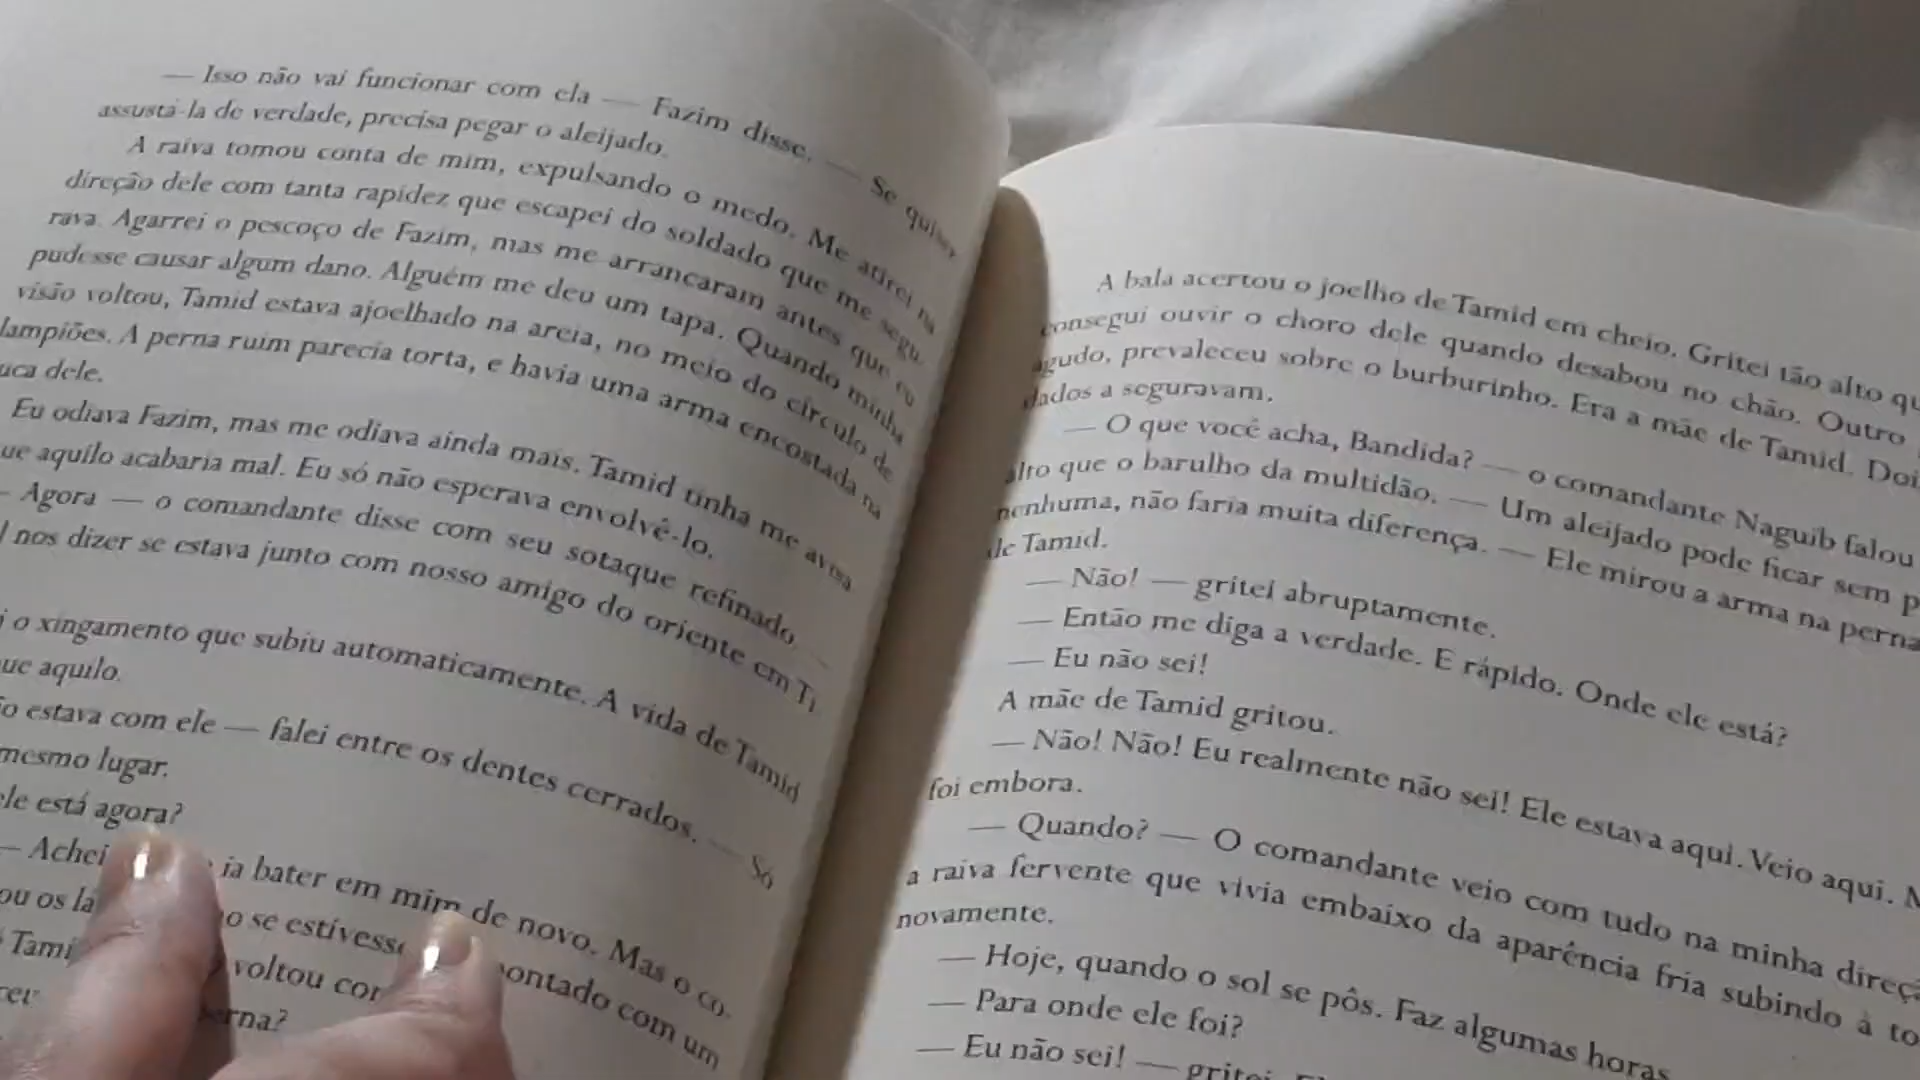 — Isso não vai funcionar com ela — Fazim disse. — Se quiser
assustá-la de verdade, precisa pegar o aleijado.
A raiva tomou conta de mim, expulsando o medo. Me atirei na
direção dele com tanta rapidez que escapei do soldado que me segu-
rava. Agarrei o pescoço de Fazim, mas me arrancaram antes que eu
pudesse causar algum dano. Alguém me deu um tapa. Quando minha
visão voltou, Tamid estava ajoelhado na areia, no meio do círculo de
lampiões. A perna ruim parecia torta, e havia uma arma encostada na
uca dele.
Eu odiava Fazim, mas me odiava ainda mais. Tamid tinha me avisa
ue aquilo acabaria mal. Eu só não esperava envolvê-lo.
— Agora — o comandante disse com seu sotaque refinado. —
l nos dizer se estava junto com nosso amigo do oriente em Ti
i o xingamento que subiu automaticamente. A vida de Tamid
ue aquilo.
o estava com ele — falei entre os dentes cerrados. — Só
mesmo lugar.
ele está agora?
— Achei ia bater em mim de novo. Mas o co-
ou os lá o se estivesse pontado com um
Tami voltou con
erna?
A bala acertou o joelho de Tamid em cheio. Gritei tão alto qu
consegui ouvir o choro dele quando desabou no chão. Outro
agudo, prevaleceu sobre o burburinho. Era a mãe de Tamid. Doi
dados a seguravam.
— O que você acha, Bandida? — o comandante Naguib falou
alto que o barulho da multidão. — Um aleijado pode ficar sem p
nenhuma, não faria muita diferença. — Ele mirou a arma na perna
de Tamid.
— Não! — gritei abruptamente.
— Então me diga a verdade. E rápido. Onde ele está?
— Eu não sei!
A mãe de Tamid gritou.
— Não! Não! Eu realmente não sei! Ele estava aqui. Veio aqui. M
foi embora.
— Quando? — O comandante veio com tudo na minha direçã
a raiva fervente que vivia embaixo da aparência fria subindo à to
novamente.
— Hoje, quando o sol se pôs. Faz algumas horas
— Para onde ele foi?
— Eu não sei! — gritei.